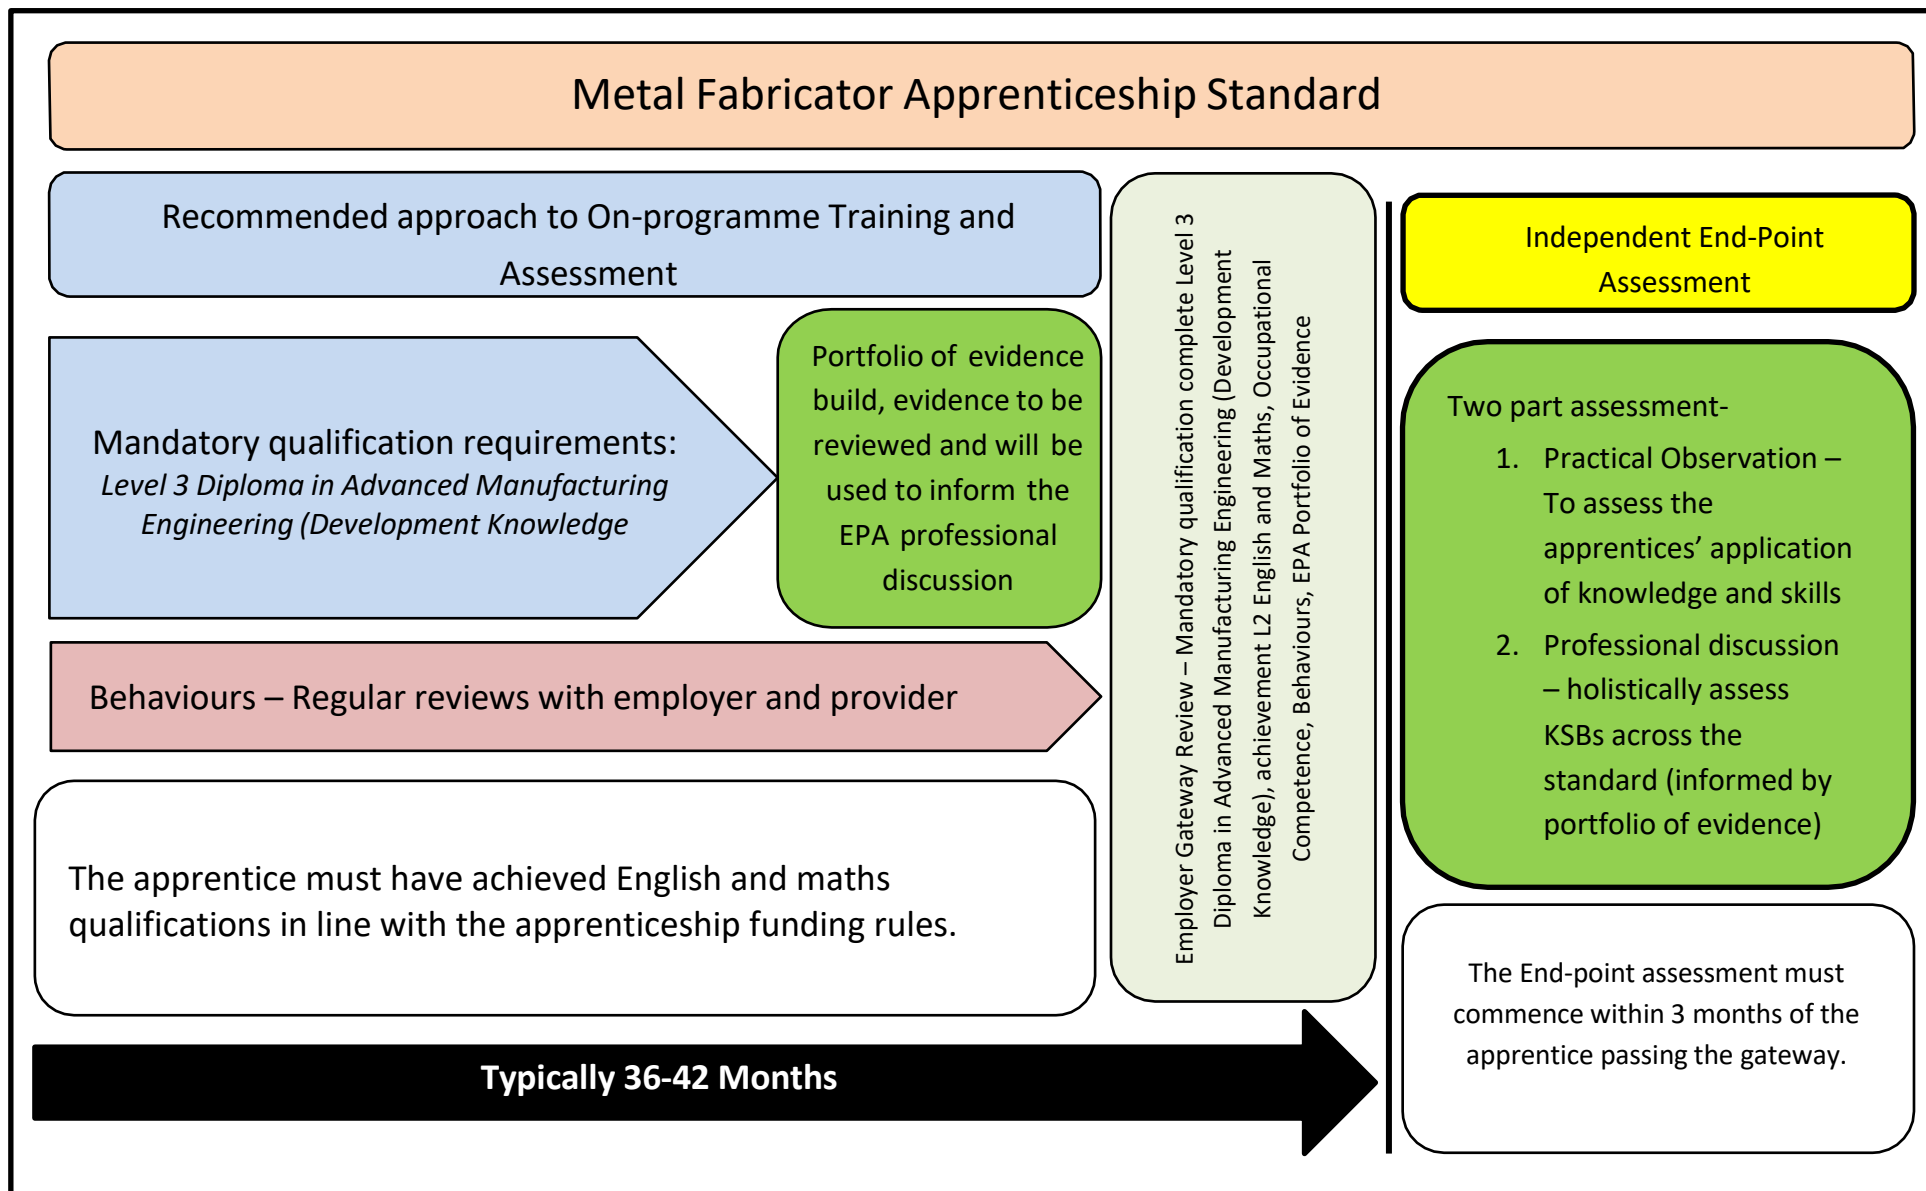 Metal Fabricator Apprenticeship Standard
Recommended approach to On-programme Training and
Assessment
Mandatory qualification requirements:
Level 3 Diploma in Advanced Manufacturing
Engineering (Development Knowledge
Portfolio of evidence
build, evidence to be
reviewed and will be
used to inform the
EPA professional
discussion
Behaviours – Regular reviews with employer and provider
The apprentice must have achieved English and maths
qualifications in line with the apprenticeship funding rules.
Typically 36-42 Months
Employer Gateway Review – Mandatory qualification complete Level 3
Diploma in Advanced Manufacturing Engineering (Development
Knowledge), achievement L2 English and Maths, Occupational
Competence, Behaviours, EPA Portfolio of Evidence
Independent End-Point
Assessment
Two part assessment-
1. Practical Observation –
To assess the
apprentices’ application
of knowledge and skills
2. Professional discussion
– holistically assess
KSBs across the
standard (informed by
portfolio of evidence)
The End-point assessment must
commence within 3 months of the
apprentice passing the gateway.